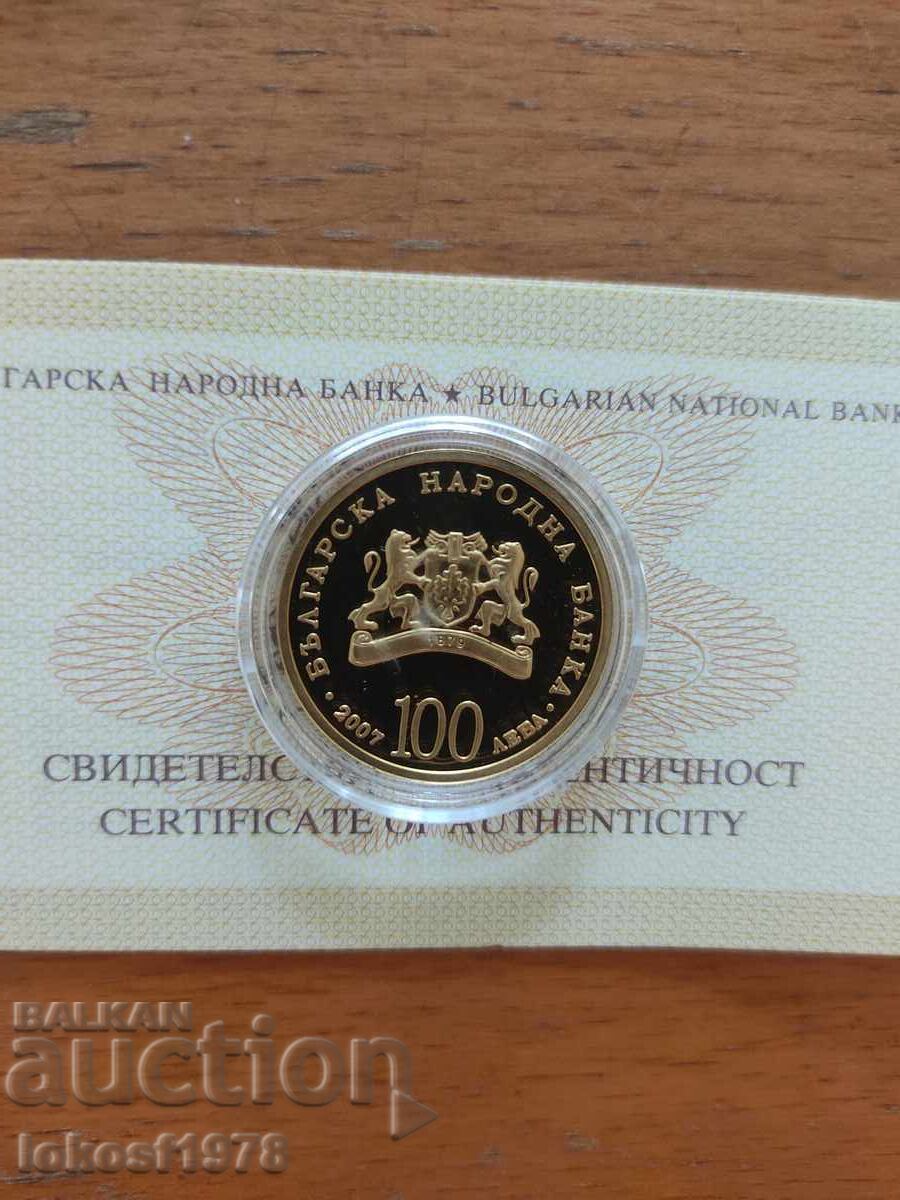 ГАРСКА НАРОДНА БАНКА ★ BULGARIAN NATIONAL BANK
• БЪЛГАРСКА НАРОДНА БАНКА •
1879
2007 100 ЛЕВА
СВИДЕТЕЛС ЕНТИЧНОСТ
CERTIFICATE OF AUTHENTICITY
BALKAN
auction
lokosf1978